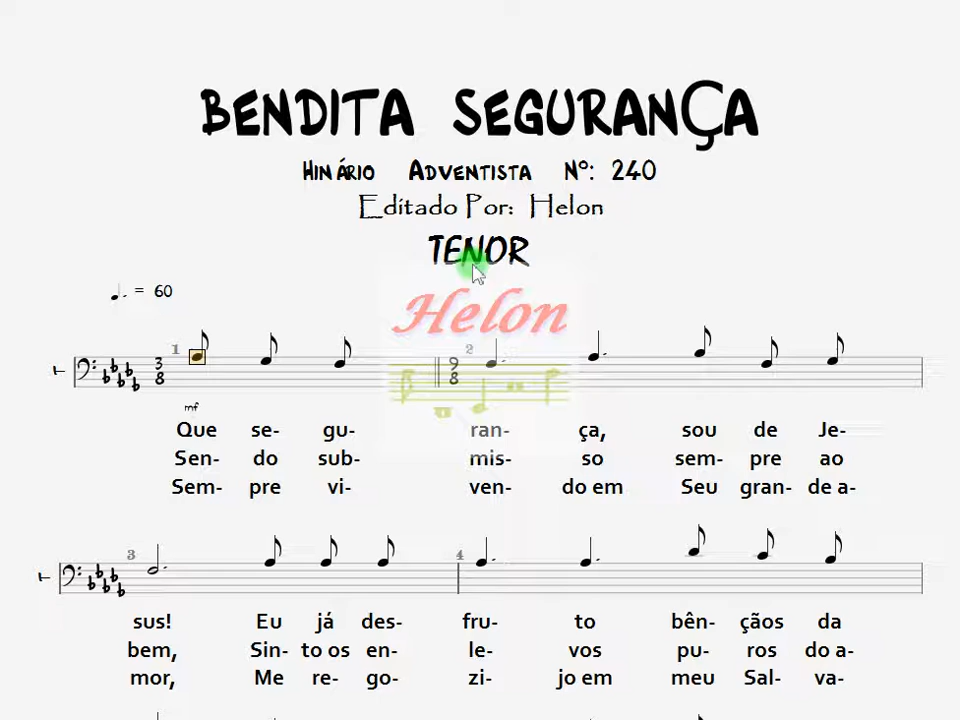 BENDITA SEGURANÇA
HINÁRIO ADVENTISTA Nº: 240
Editado Por: Helon
TENOR
= 60
Helon
1
2
T
3
8
9
8
mf
Que se- gu- ran- ça, sou de Je-
Sen- do sub- mis- so sem- pre ao
Sem- pre vi- ven- do em Seu gran- de a-
3
4
T
sus! Eu já des- fru- to bên- çãos da
bem, Sin- to os en- le- vos pu- ros do a-
mor, Me re- go- zi- jo em meu Sal- va-